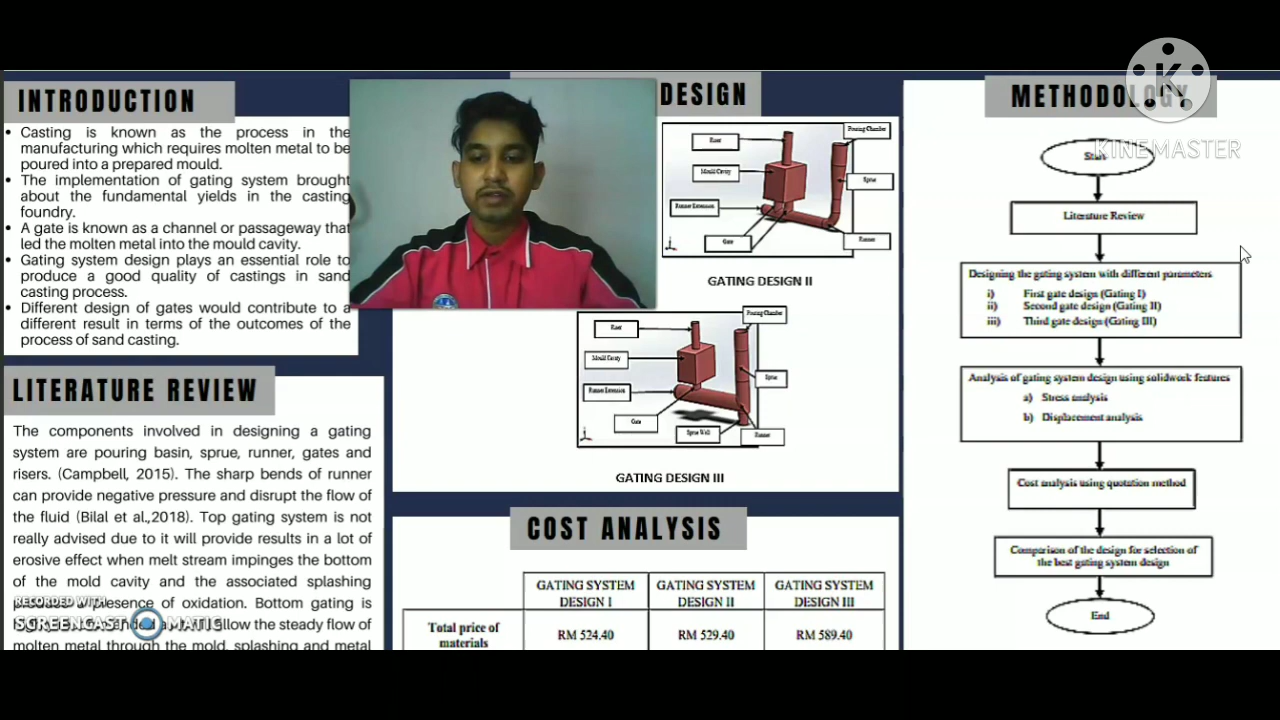 INTRODUCTION
• Casting is known as the process in the
manufacturing which requires molten metal to be
poured into a prepared mould.
• The implementation of gating system brought
about the fundamental yields in the casting
foundry.
• A gate is known as a channel or passageway that
led the molten metal into the mould cavity.
• Gating system design plays an essential role to
produce a good quality of castings in sand
casting process.
• Different design of gates would contribute to a
different result in terms of the outcomes of the
process of sand casting.
LITERATURE REVIEW
The components involved in designing a gating
system are pouring basin, sprue, runner, gates and
risers. (Campbell, 2015). The sharp bends of runner
can provide negative pressure and disrupt the flow of
the fluid (Bilal et al.,2018). Top gating system is not
really advised due to it will provide results in a lot of
erosive effect when melt stream impinges the bottom
of the mold cavity and the associated splashing
presence of oxidation. Bottom gating is
allow the steady flow of
molten metal through the mold, splashing and metal
RECORDED WITH
SCREENCAST MATIC
DESIGN
Riser
Mould Cavity
Runner Extension
Gate
Pouring Chamber
Sprue
Runner
GATING DESIGN II
Riser
Mould Cavity
Runner Extension
Gate
Sprue Well
Pouring Chamber
Sprue
Runner
GATING DESIGN III
COST ANALYSIS
GATING SYSTEM DESIGN I
GATING SYSTEM DESIGN II
GATING SYSTEM DESIGN III
Total price of
materials
RM 524.40
RM 529.40
RM 589.40
METHODOLOGY
K
KINEMASTER
Start
Literature Review
Designing the gating system with different parameters
i) First gate design (Gating I)
ii) Second gate design (Gating II)
iii) Third gate design (Gating III)
Analysis of gating system design using solidwork features
a) Stress analysis
b) Displacement analysis
Cost analysis using quotation method
Comparison of the design for selection of
the best gating system design
End